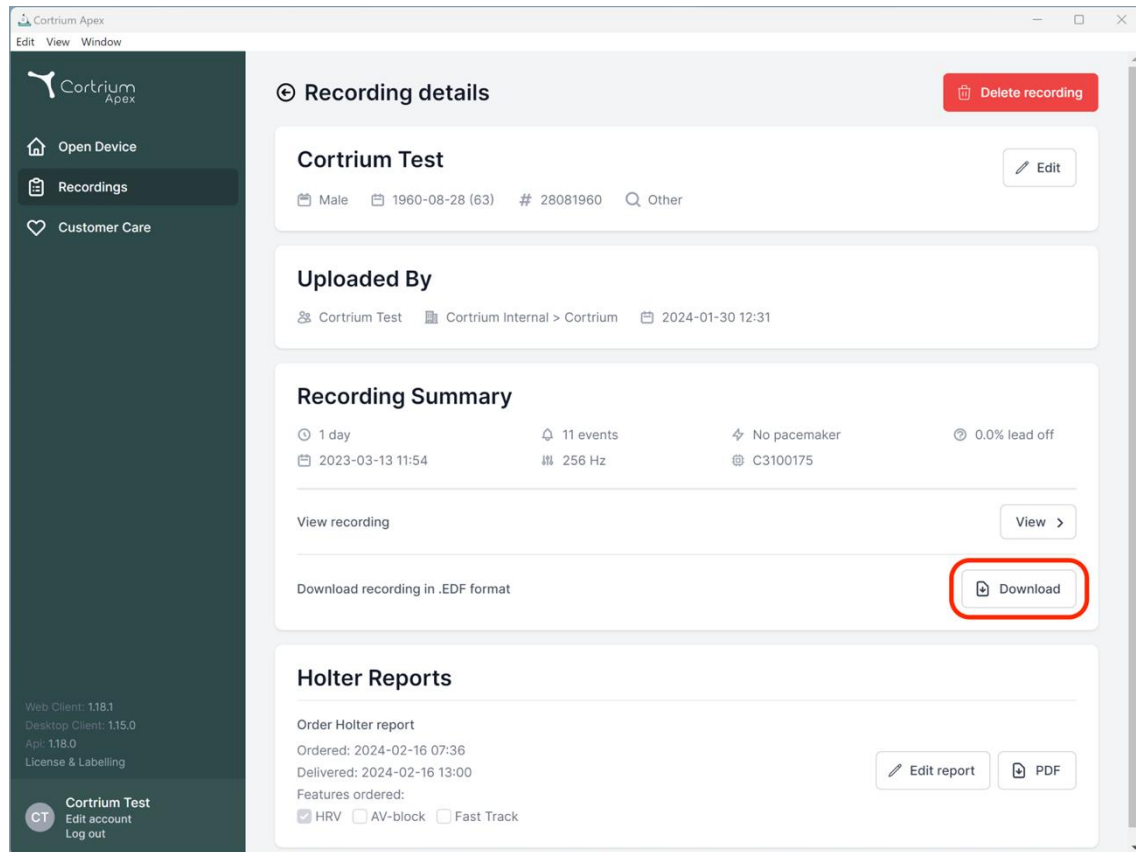 Cortrium Apex
Edit View Window
Cortrium
Apex
Open Device
Recordings
Customer Care
Web Client: 1.18.1
Desktop Client: 1.15.0
Api: 1.18.0
License & Labelling
CT
Cortrium Test
Edit account
Log out
Recording details
Delete recording
Cortrium Test
Edit
Male 1960-08-28 (63) # 28081960 Other
Uploaded By
Cortrium Test Cortrium Internal > Cortrium 2024-01-30 12:31
Recording Summary
1 day 11 events No pacemaker 0.0% lead off
2023-03-13 11:54 256 Hz C3100175
View recording View >
Download recording in .EDF format Download
Holter Reports
Order Holter report
Ordered: 2024-02-16 07:36
Delivered: 2024-02-16 13:00
Edit report PDF
Features ordered:
HRV AV-block Fast Track